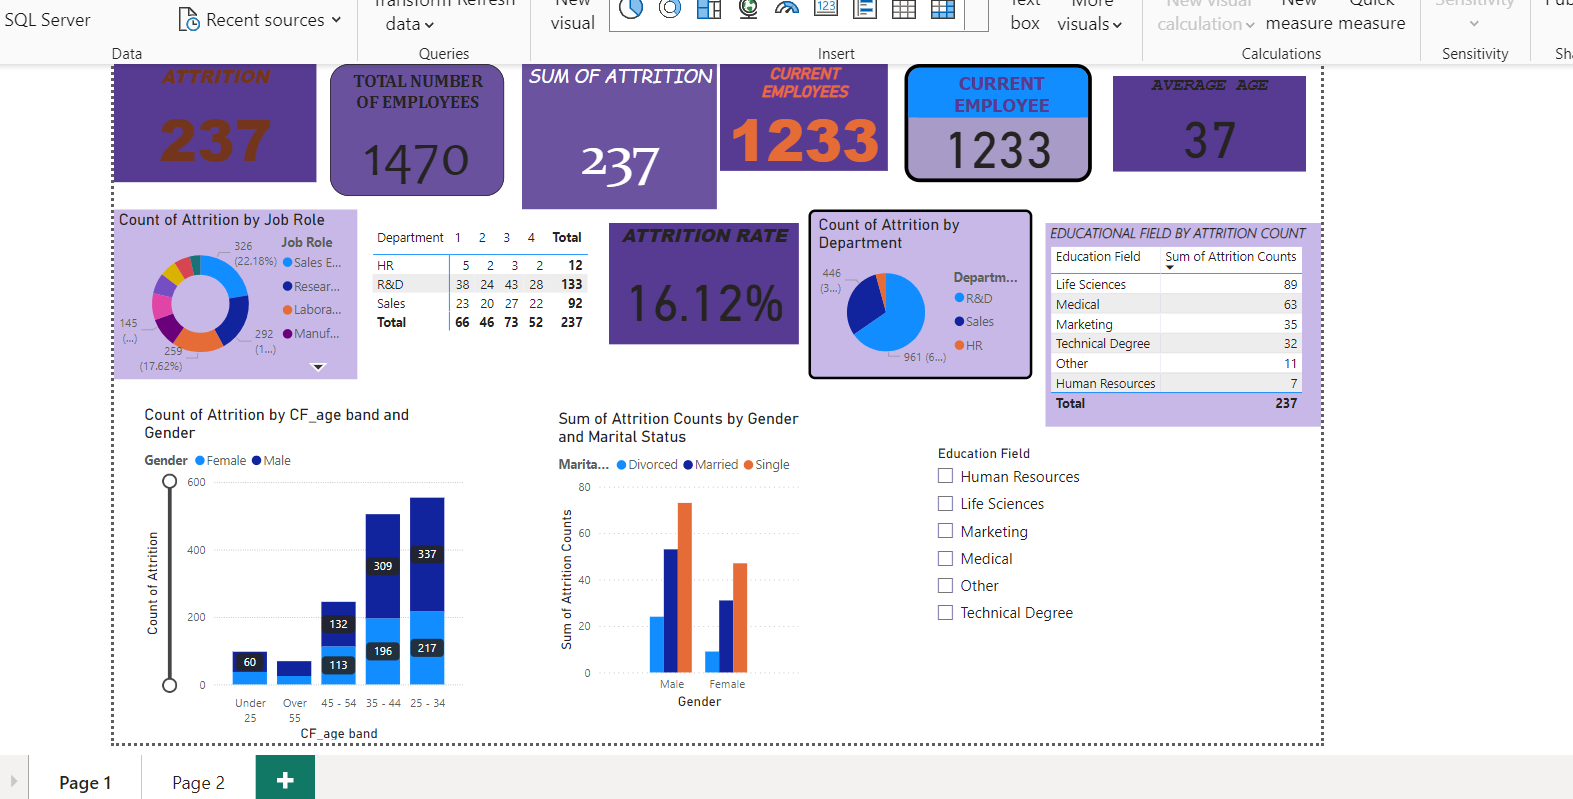 SQL Server
Recent sources
Transform Refresh
data
New
visual
Text
box
More
visuals
New visual
calculation
New
measure
Quick
measure
Sensitivity
Data
Queries
Insert
Calculations
Sensitivity
ATTRITION
237
TOTAL NUMBER
OF EMPLOYEES
1470
SUM OF ATTRITION
237
CURRENT
EMPLOYEES
1233
CURRENT
EMPLOYEE
1233
AVERAGE AGE
37
Count of Attrition by Job Role
326
(22.18%)
292
(1...)
259
(17.62%)
145
(...)
Job Role
Sales E...
Resear...
Labora...
Manuf...
Department 1 2 3 4 Total
HR 5 2 3 2 12
R&D 38 24 43 28 133
Sales 23 20 27 22 92
Total 66 46 73 52 237
ATTRITION RATE
16.12%
Count of Attrition by
Department
446
(3...)
961 (6...)
Departm...
R&D
Sales
HR
EDUCATIONAL FIELD BY ATTRITION COUNT
Education Field Sum of Attrition Counts
Life Sciences 89
Medical 63
Marketing 35
Technical Degree 32
Other 11
Human Resources 7
Total 237
Count of Attrition by CF_age band and
Gender
Gender Female Male
Count of Attrition
600
400
200
0
60
132
113
309
196
337
217
Under
25
Over
55
45 - 54
35 - 44
25 - 34
CF_age band
Sum of Attrition Counts by Gender
and Marital Status
Marita... Divorced Married Single
Sum of Attrition Counts
80
60
40
20
0
Male
Female
Gender
Education Field
Human Resources
Life Sciences
Marketing
Medical
Other
Technical Degree
Page 1
Page 2